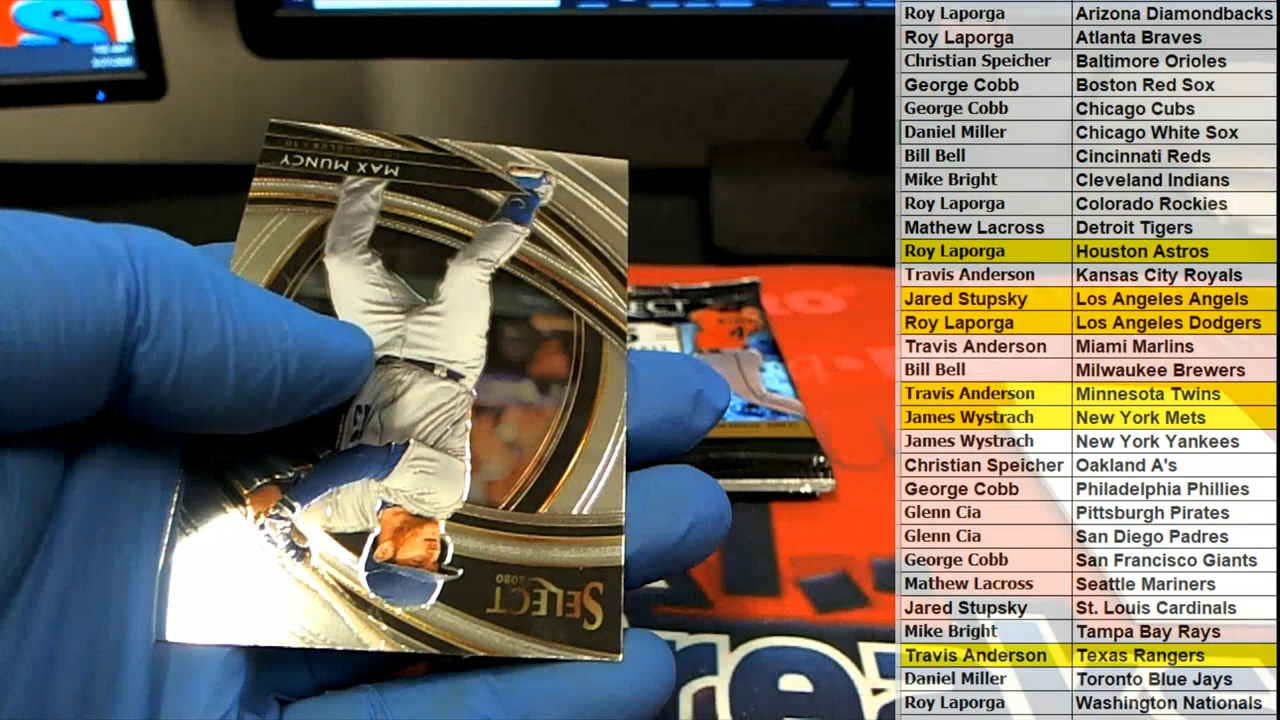 MAX MUNCY
SELECT
2020
Roy Laporga Arizona Diamondbacks
Roy Laporga Atlanta Braves
Christian Speicher Baltimore Orioles
George Cobb Boston Red Sox
George Cobb Chicago Cubs
Daniel Miller Chicago White Sox
Bill Bell Cincinnati Reds
Mike Bright Cleveland Indians
Roy Laporga Colorado Rockies
Mathew Lacross Detroit Tigers
Roy Laporga Houston Astros
Travis Anderson Kansas City Royals
Jared Stupsky Los Angeles Angels
Roy Laporga Los Angeles Dodgers
Travis Anderson Miami Marlins
Bill Bell Milwaukee Brewers
Travis Anderson Minnesota Twins
James Wystrach New York Mets
James Wystrach New York Yankees
Christian Speicher Oakland A's
George Cobb Philadelphia Phillies
Glenn Cia Pittsburgh Pirates
Glenn Cia San Diego Padres
George Cobb San Francisco Giants
Mathew Lacross Seattle Mariners
Jared Stupsky St. Louis Cardinals
Mike Bright Tampa Bay Rays
Travis Anderson Texas Rangers
Daniel Miller Toronto Blue Jays
Roy Laporga Washington Nationals